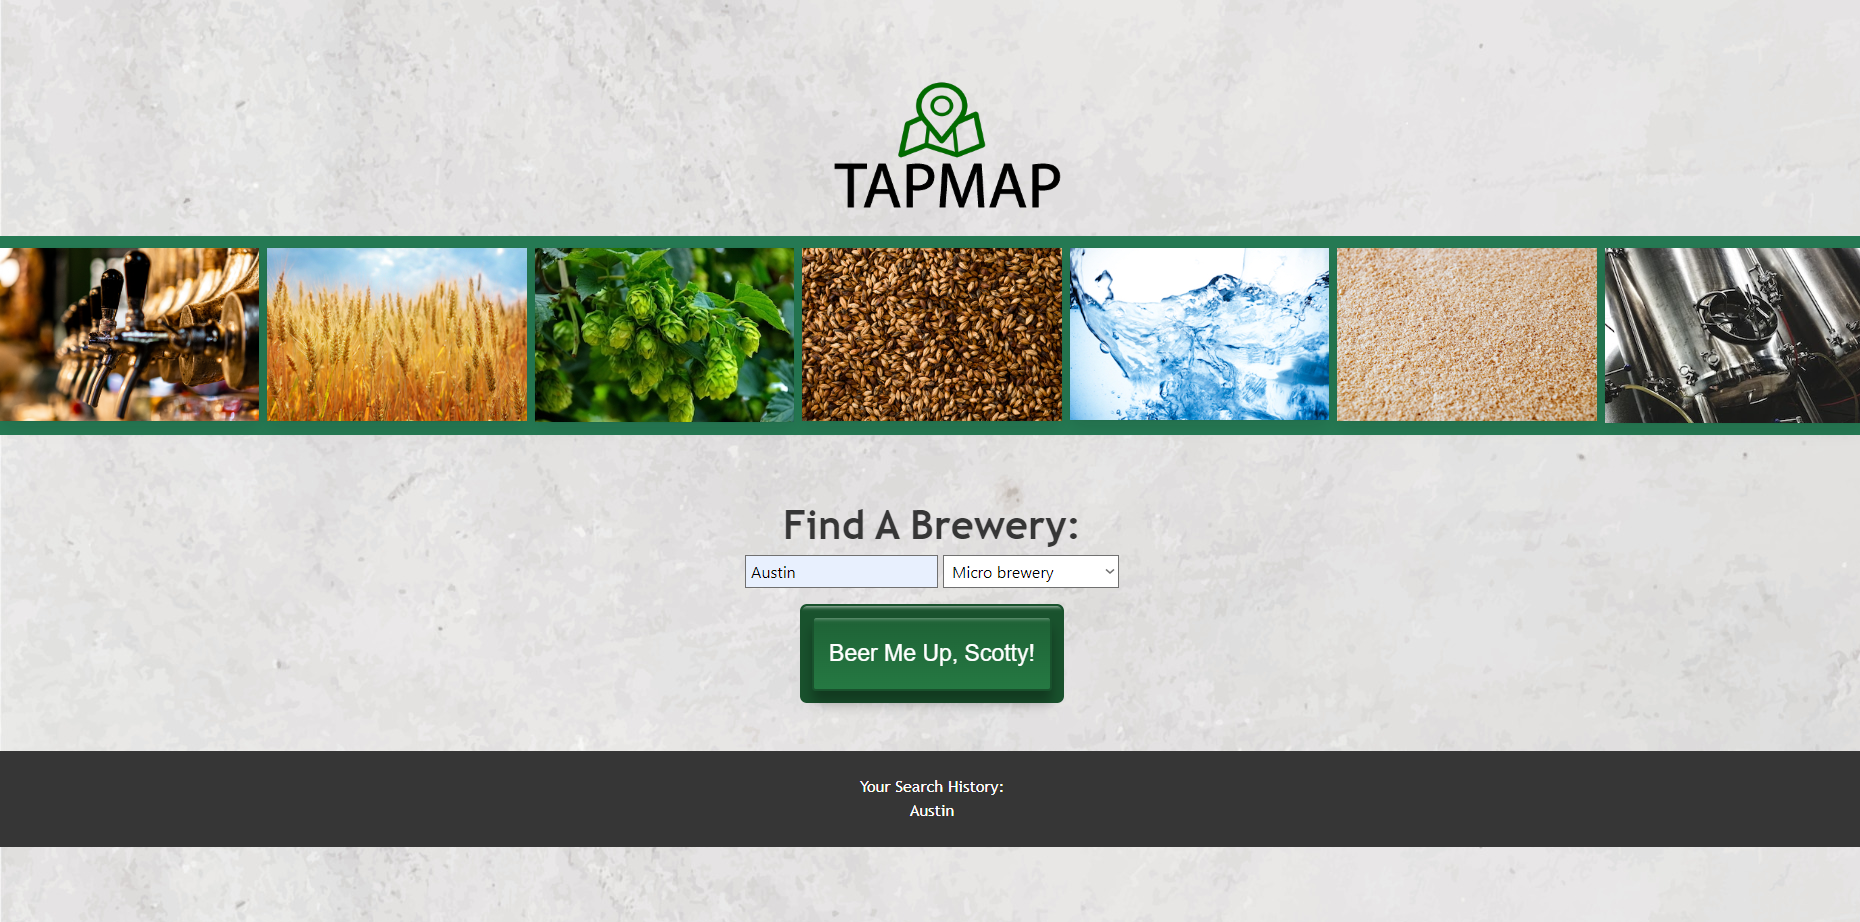 TAPMAP
Find A Brewery:
Austin
Micro brewery
Beer Me Up, Scotty!
Your Search History:
Austin